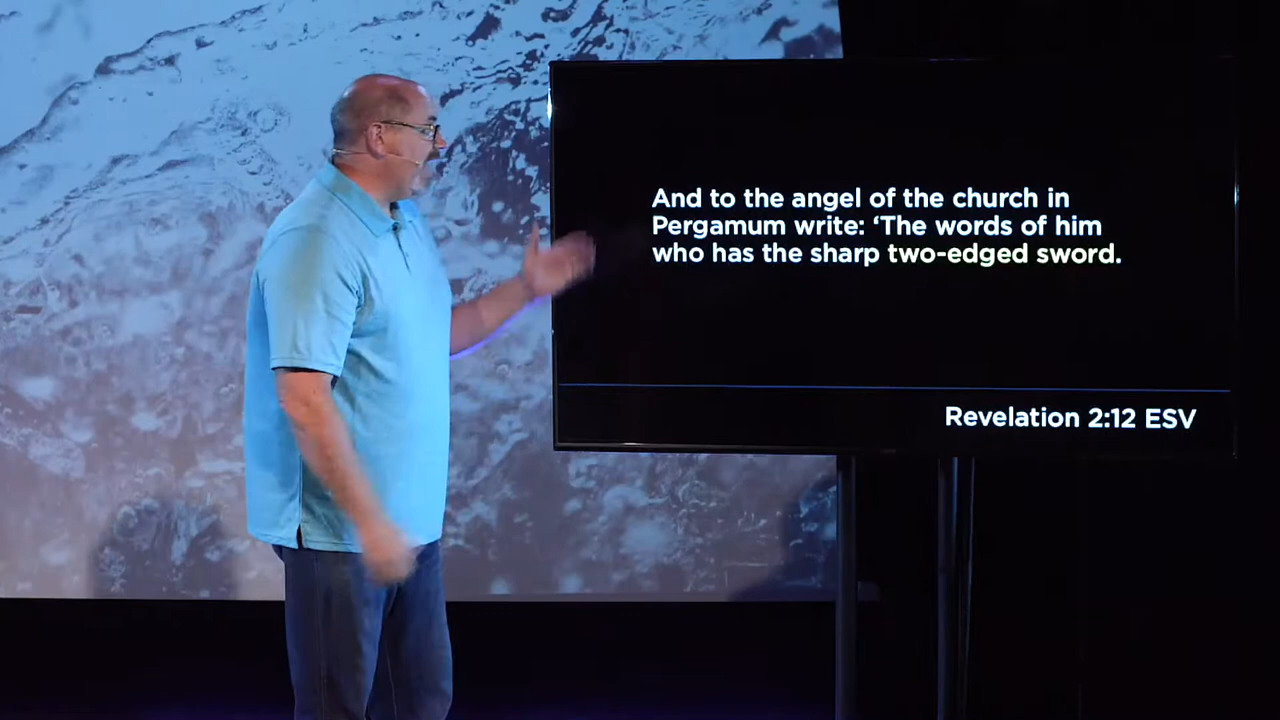 And to the angel of the church in
Pergamum write: ‘The words of him
who has the sharp two-edged sword.
Revelation 2:12 ESV